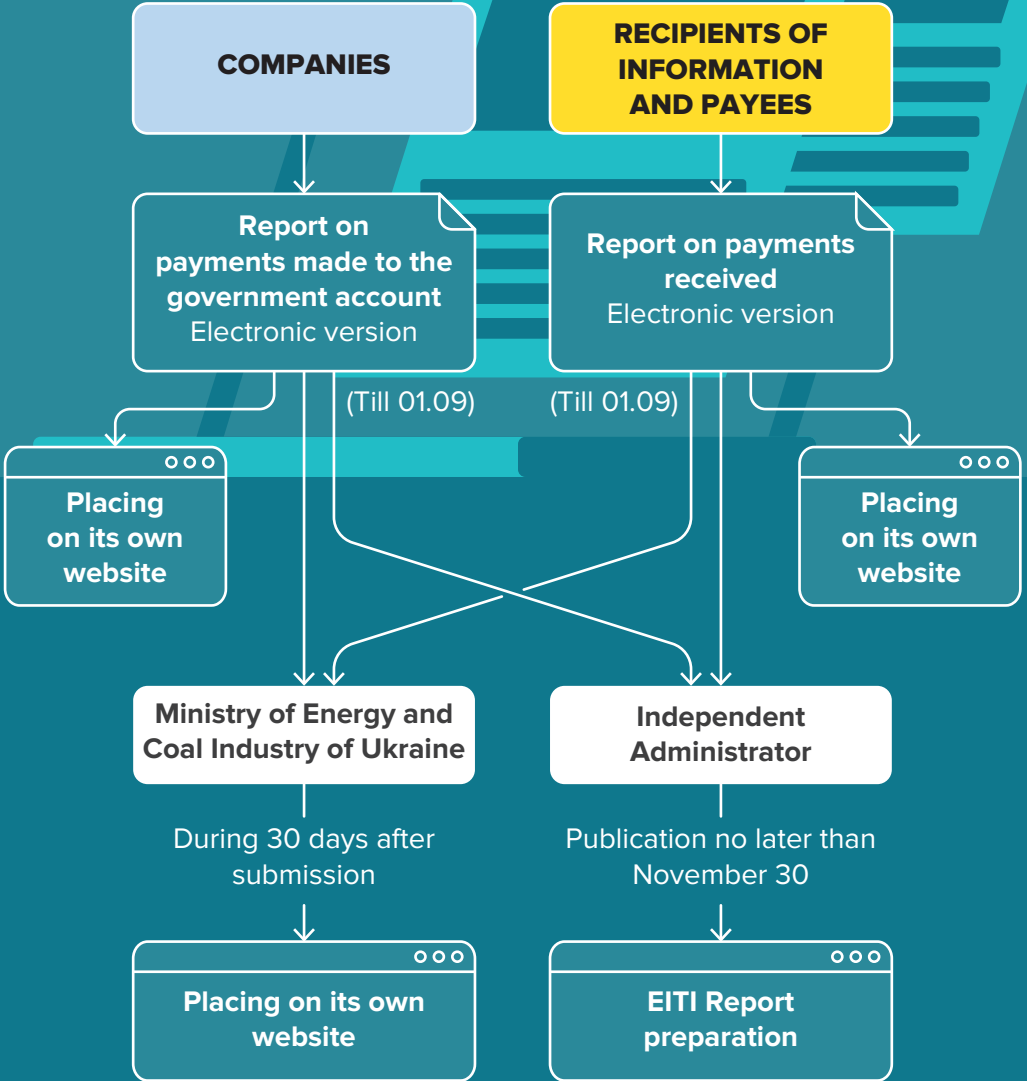 COMPANIES
RECIPIENTS OF
INFORMATION
AND PAYEES
Report on
payments made to the
government account
Electronic version
Report on payments
received
Electronic version
(Till 01.09)
(Till 01.09)
Placing
on its own
website
Placing
on its own
website
Ministry of Energy and
Coal Industry of Ukraine
Independent
Administrator
During 30 days after
submission
Publication no later than
November 30
Placing on its own
website
EITI Report
preparation